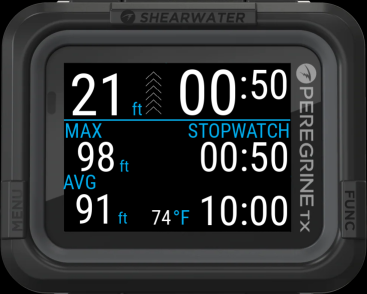 SHEARWATER
21 ft 00:50
MAX STOPWATCH
98 ft 00:50
AVG
91 ft 74°F 10:00
PEREGRINE TX
MENU
FUNC